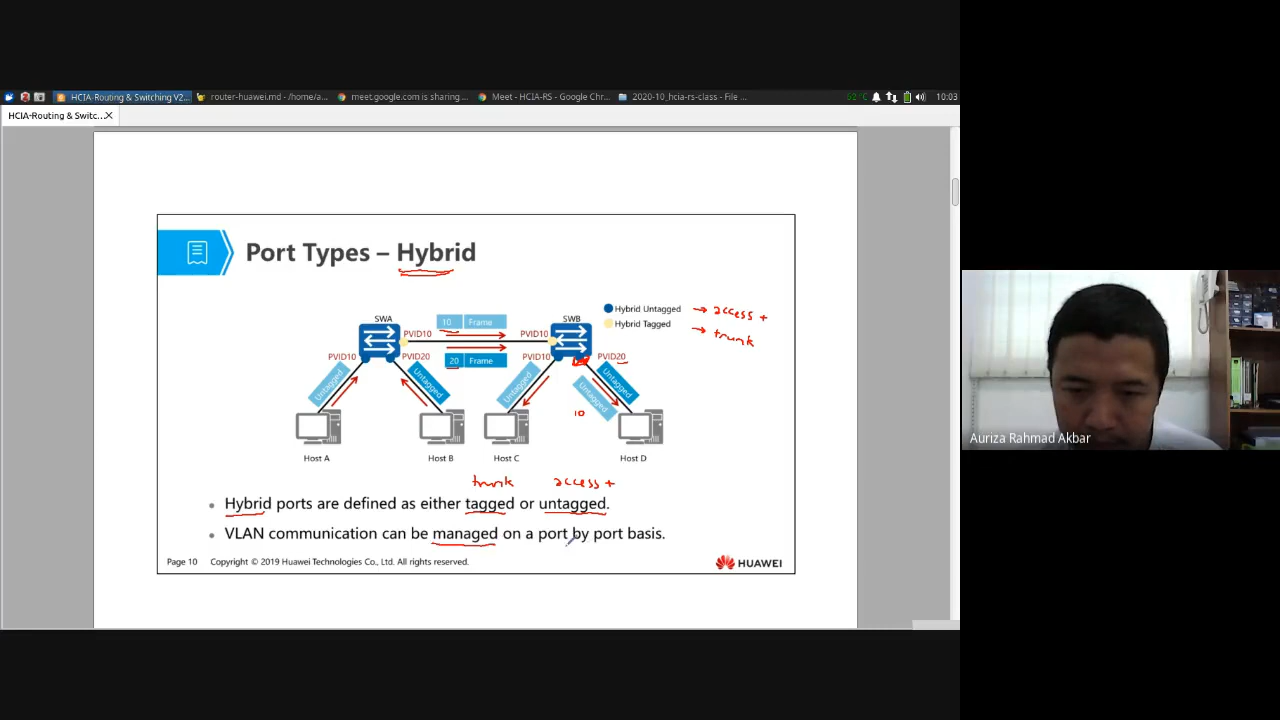 HCIA-Routing & Switching V2...
router-huawei.md - /home/a...
meet.google.com is sharing...
Meet - HCIA-RS - Google Chr...
2020-10_hcia-rs-class - File ...
62°C
10:03
HCIA-Routing & Switc...
Port Types – Hybrid
Hybrid Untagged → access +
Hybrid Tagged → trunk
SWA
10 Frame
SWB
PVID10
PVID10
PVID10
PVID20
20 Frame
PVID10
PVID20
Untagged
Untagged
Untagged
Untagged
Untagged
10
Host A
Host B
Host C
Host D
trunk access +
• Hybrid ports are defined as either tagged or untagged.
• VLAN communication can be managed on a port by port basis.
Page 10 Copyright © 2019 Huawei Technologies Co., Ltd. All rights reserved.
HUAWEI
Auriza Rahmad Akbar